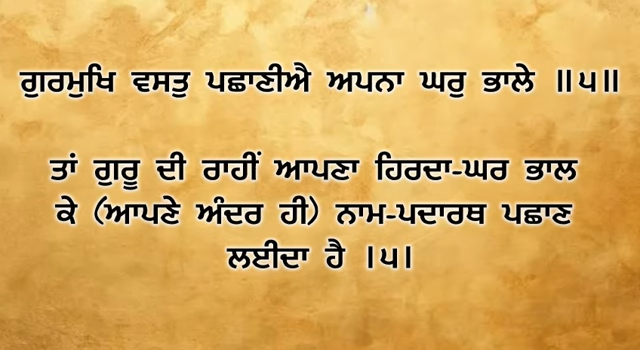 ਗੁਰਮੁਖਿ ਵਸਤੁ ਪਛਾਣੀਐ ਅਪਨਾ ਘਰੁ ਭਾਲੇ ॥੫॥
ਤਾਂ ਗੁਰੂ ਦੀ ਰਾਹੀਂ ਆਪਣਾ ਹਿਰਦਾ-ਘਰ ਭਾਲ
ਕੇ (ਆਪਣੇ ਅੰਦਰ ਹੀ) ਨਾਮ-ਪਦਾਰਥ ਪਛਾਣ
ਲਈਦਾ ਹੈ ।੫।